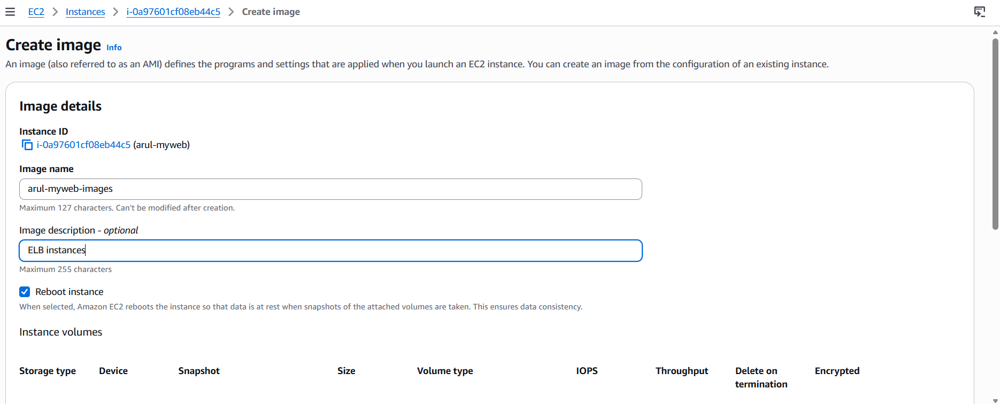 EC2 > Instances > i-0a97601cf08eb44c5 > Create image
Create image Info
An image (also referred to as an AMI) defines the programs and settings that are applied when you launch an EC2 instance. You can create an image from the configuration of an existing instance.
Image details
Instance ID
i-0a97601cf08eb44c5 (arul-myweb)
Image name
arul-myweb-images
Maximum 127 characters. Can't be modified after creation.
Image description - optional
ELB instances
Maximum 255 characters
Reboot instance
When selected, Amazon EC2 reboots the instance so that data is at rest when snapshots of the attached volumes are taken. This ensures data consistency.
Instance volumes
Storage type Device Snapshot Size Volume type IOPS Throughput Delete on termination Encrypted